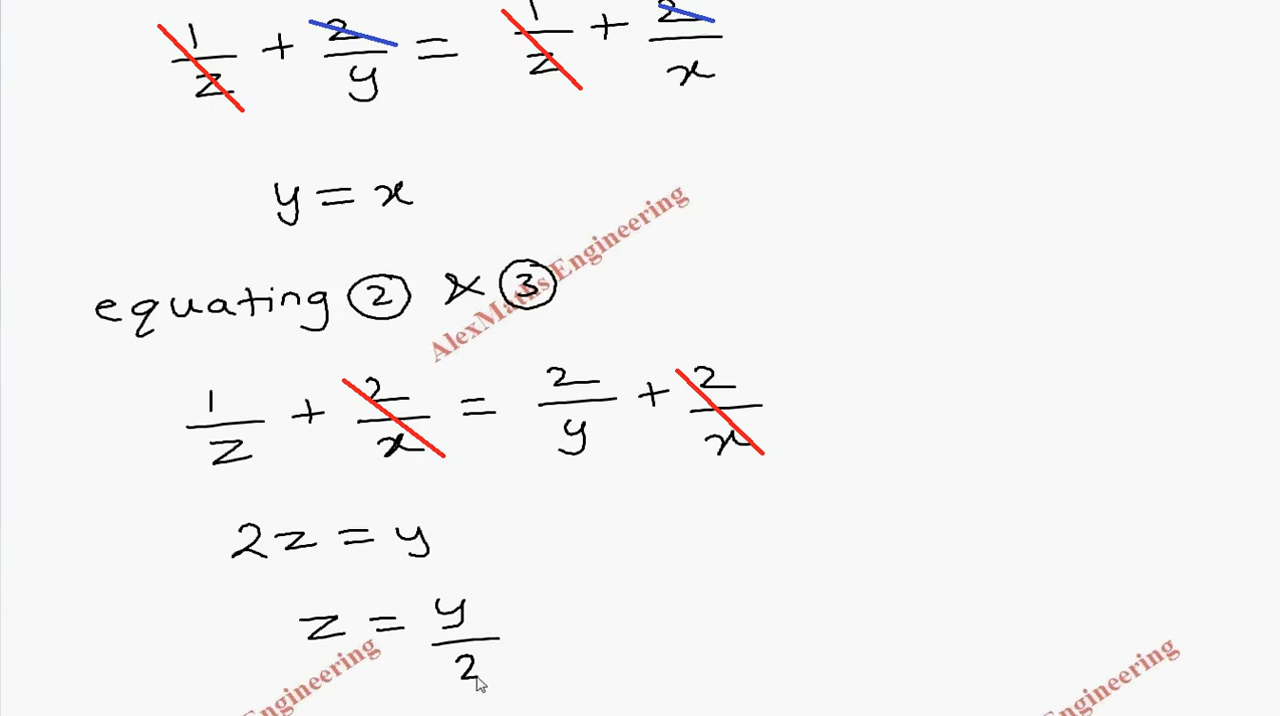 1/z + 2/y = 1/z + 2/x
y = x
equating ② & ③
AlexMaths Engineering
1/z + 2/x = 2/y + 2/x
2z = y
z = y/2
Engineering
Engineering